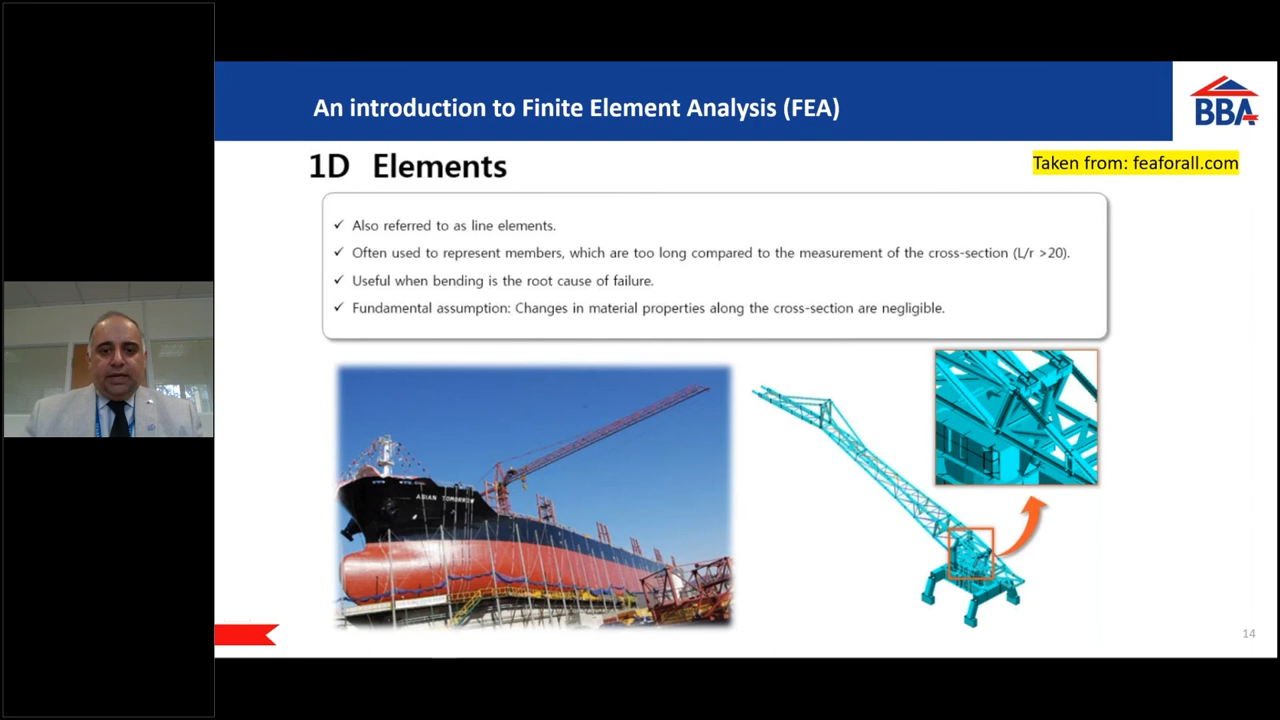 An introduction to Finite Element Analysis (FEA)
BBA
1D Elements
Taken from: feaforall.com
✓ Also referred to as line elements.
✓ Often used to represent members, which are too long compared to the measurement of the cross-section (L/r >20).
✓ Useful when bending is the root cause of failure.
✓ Fundamental assumption: Changes in material properties along the cross-section are negligible.
ASIAN TOMORROW
14